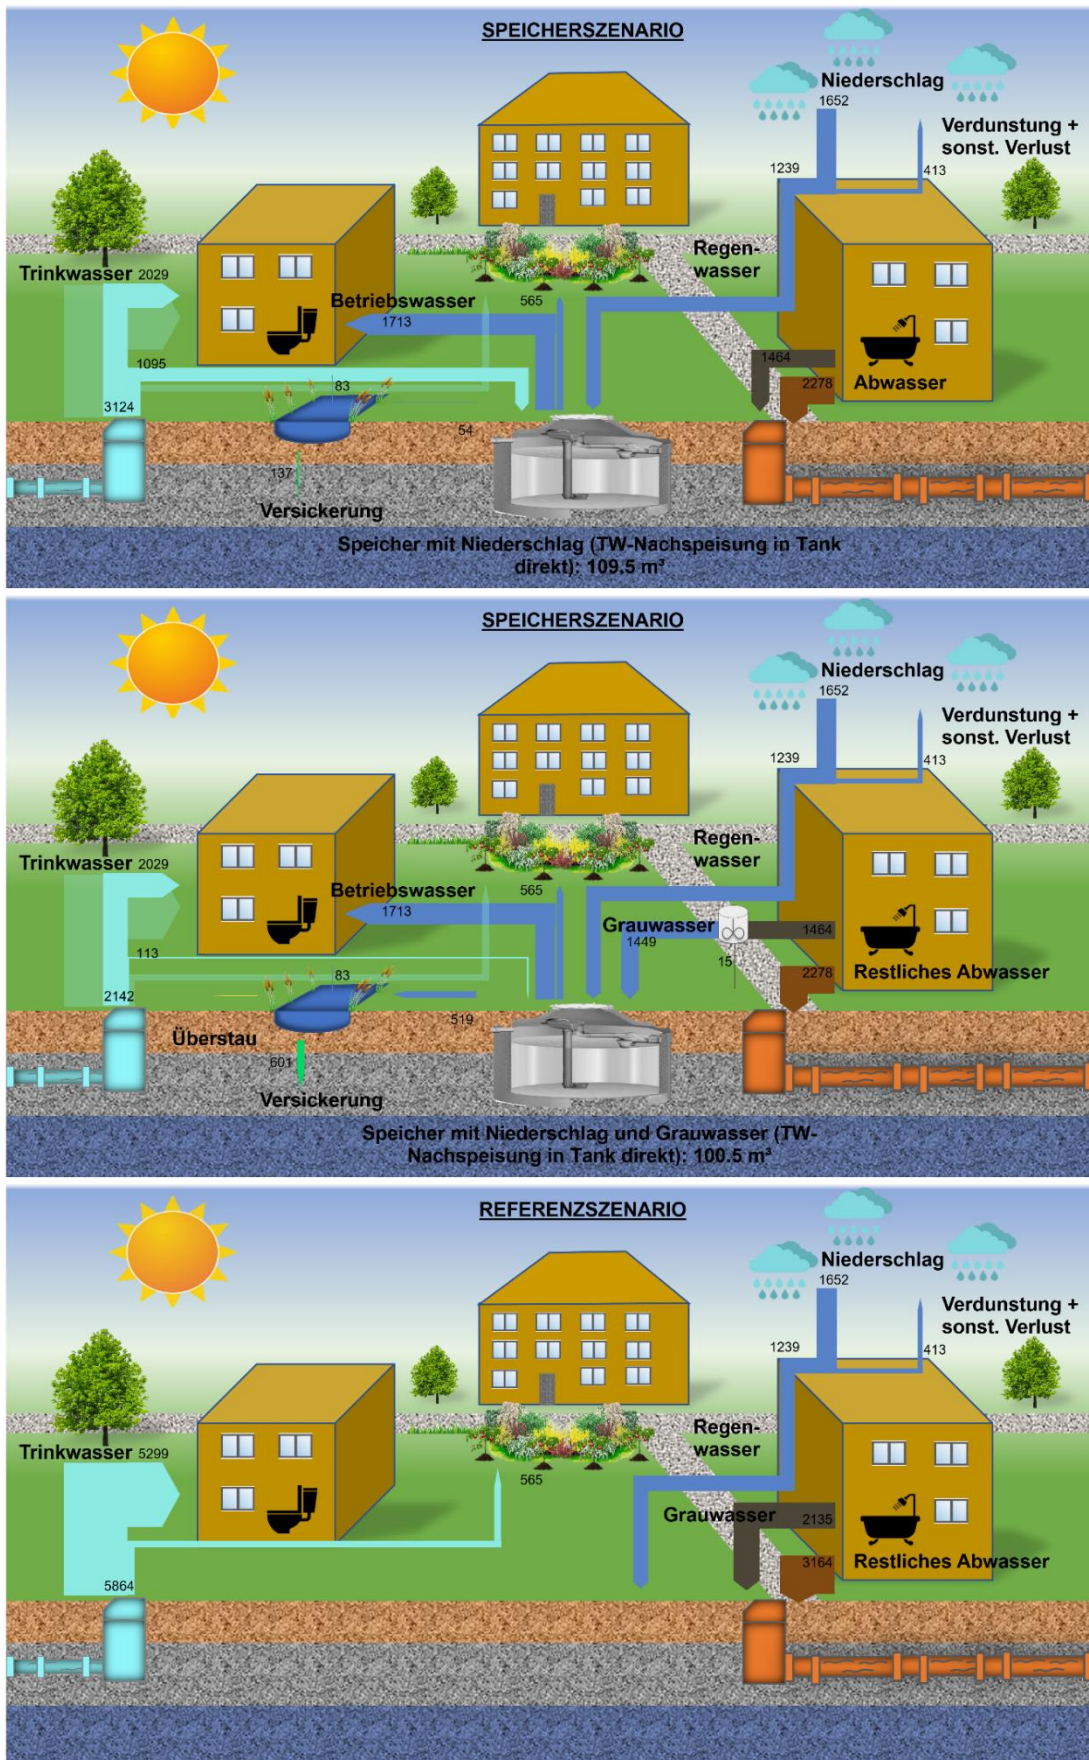 SPEICHERSZENARIO
Niederschlag
1652
Verdunstung +
sonst. Verlust
1239
413
Regen-
wasser
Trinkwasser 2029
Betriebswasser
565
1713
1095
1464
83
2278
Abwasser
3124
54
137
Versickerung
Speicher mit Niederschlag (TW-Nachspeisung in Tank
direkt): 109.5 m³
SPEICHERSZENARIO
Niederschlag
1652
Verdunstung +
sonst. Verlust
1239
413
Regen-
wasser
Trinkwasser 2029
Betriebswasser
565
1713
Grauwasser
1464
1449
113
15
83
2278
Restliches Abwasser
2142
519
Überstau
601
Versickerung
Speicher mit Niederschlag und Grauwasser (TW-
Nachspeisung in Tank direkt): 100.5 m³
REFERENZSZENARIO
Niederschlag
1652
Verdunstung +
sonst. Verlust
1239
413
Regen-
wasser
Trinkwasser 5299
565
Grauwasser
2135
3164
Restliches Abwasser
5864